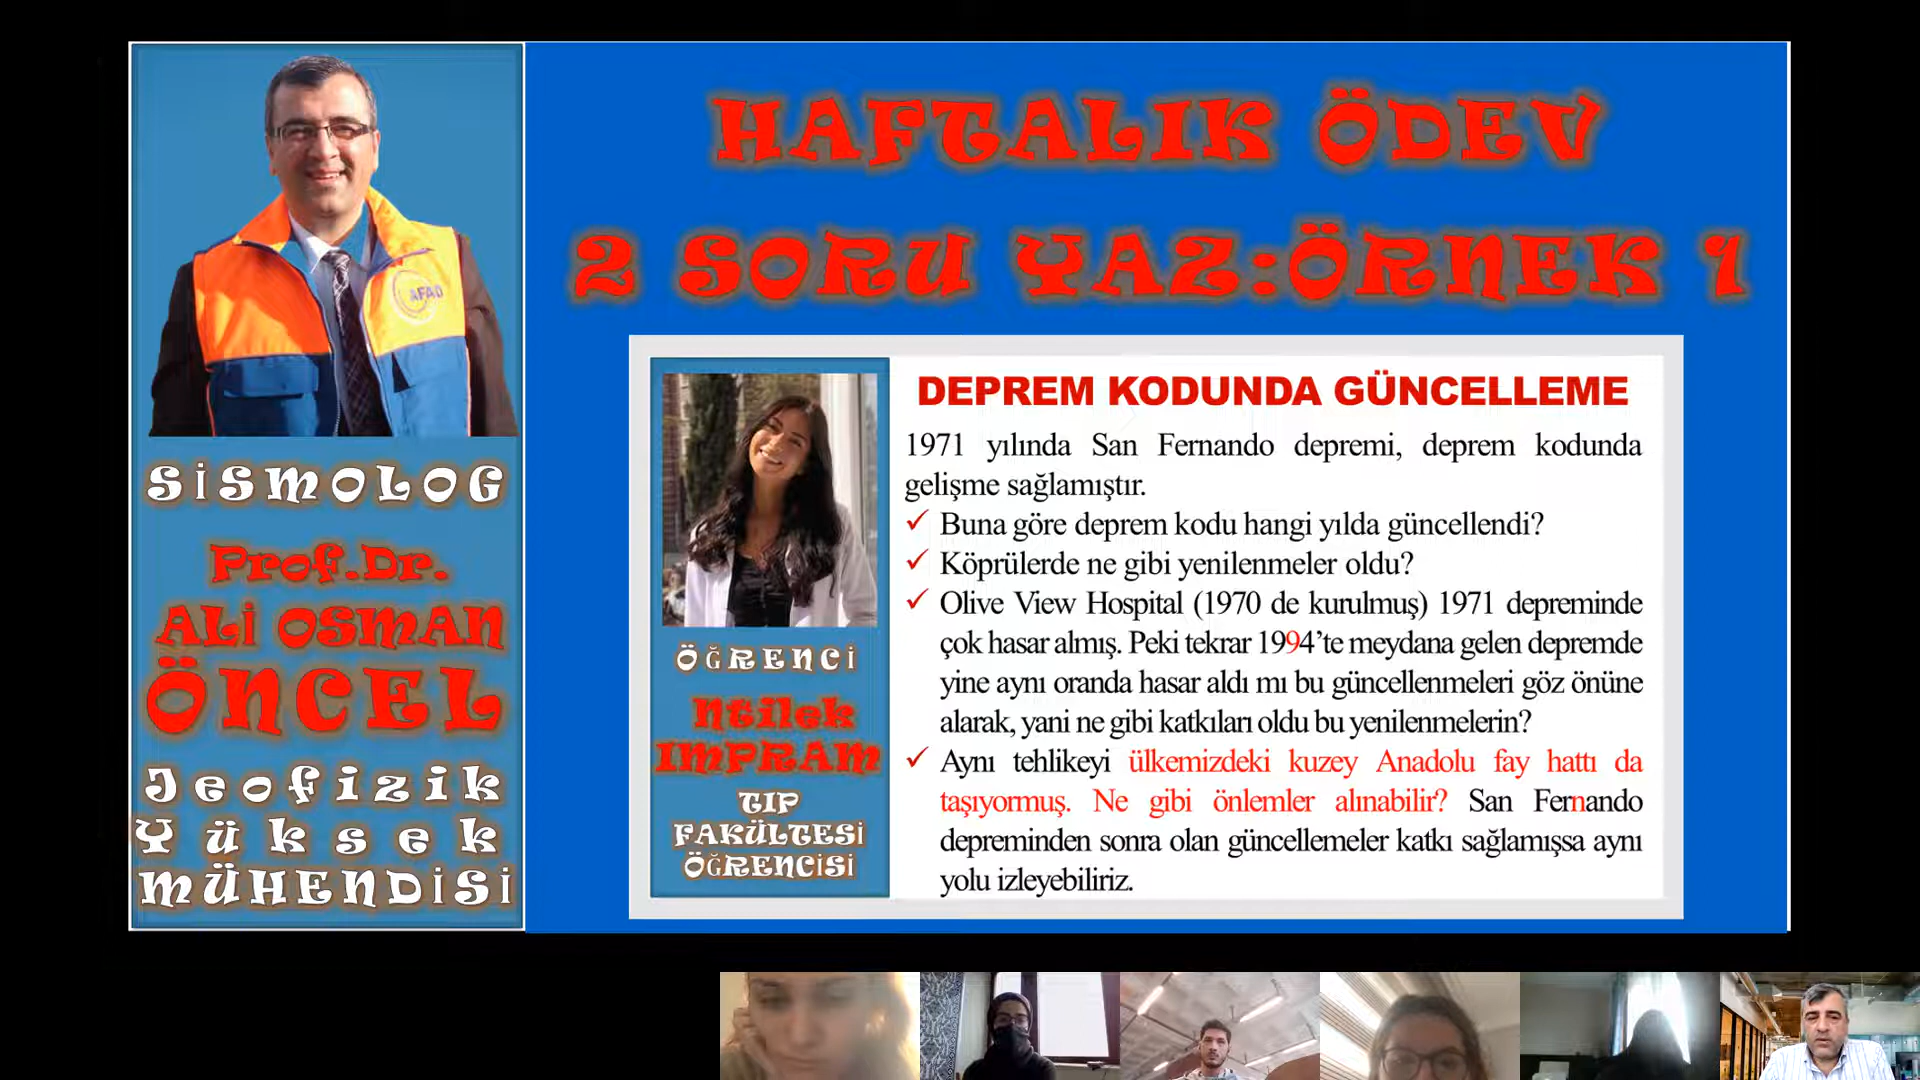 AFAD
SİSMOLOG
Prof.Dr.
ALİ OSMAN
ÖNCEL
Jeofizik
Yüksek
MÜHENDİSİ
HAFTALIK ÖDEV
2 SORU YAZ:ÖRNEK 1
ÖĞRENCİ
Ntilek
IMPRAM
TIP
FAKÜLTESİ
ÖĞRENCİSİ
DEPREM KODUNDA GÜNCELLEME
1971 yılında San Fernando depremi, deprem kodunda
gelişme sağlamıştır.
✓ Buna göre deprem kodu hangi yılda güncellendi?
✓ Köprülerde ne gibi yenilenmeler oldu?
✓ Olive View Hospital (1970 de kurulmuş) 1971 depreminde
çok hasar almış. Peki tekrar 1994’te meydana gelen depremde
yine aynı oranda hasar aldı mı bu güncellenmeleri göz önüne
alarak, yani ne gibi katkıları oldu bu yenilenmelerin?
✓ Aynı tehlikeyi ülkemizdeki kuzey Anadolu fay hattı da
taşıyormuş. Ne gibi önlemler alınabilir? San Fernando
depreminden sonra olan güncellemeler katkı sağlamışsa aynı
yolu izleyebiliriz.